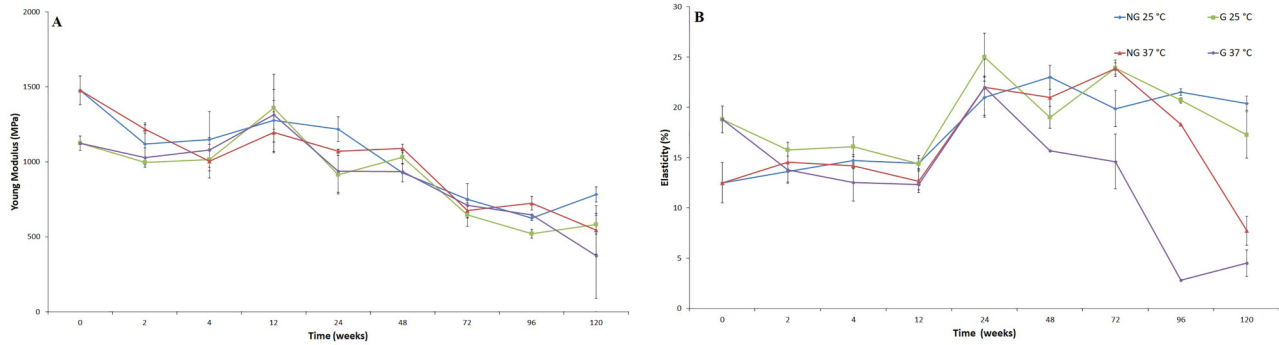 A
2000
1500
1000
500
0
Young Modulus (MPa)
0 2 4 12 24 48 72 96 120
Time (weeks)
B
NG 25 °C G 25 °C
NG 37 °C G 37 °C
30
25
20
15
10
5
0
Elasticity (%)
0 2 4 12 24 48 72 96 120
Time (weeks)